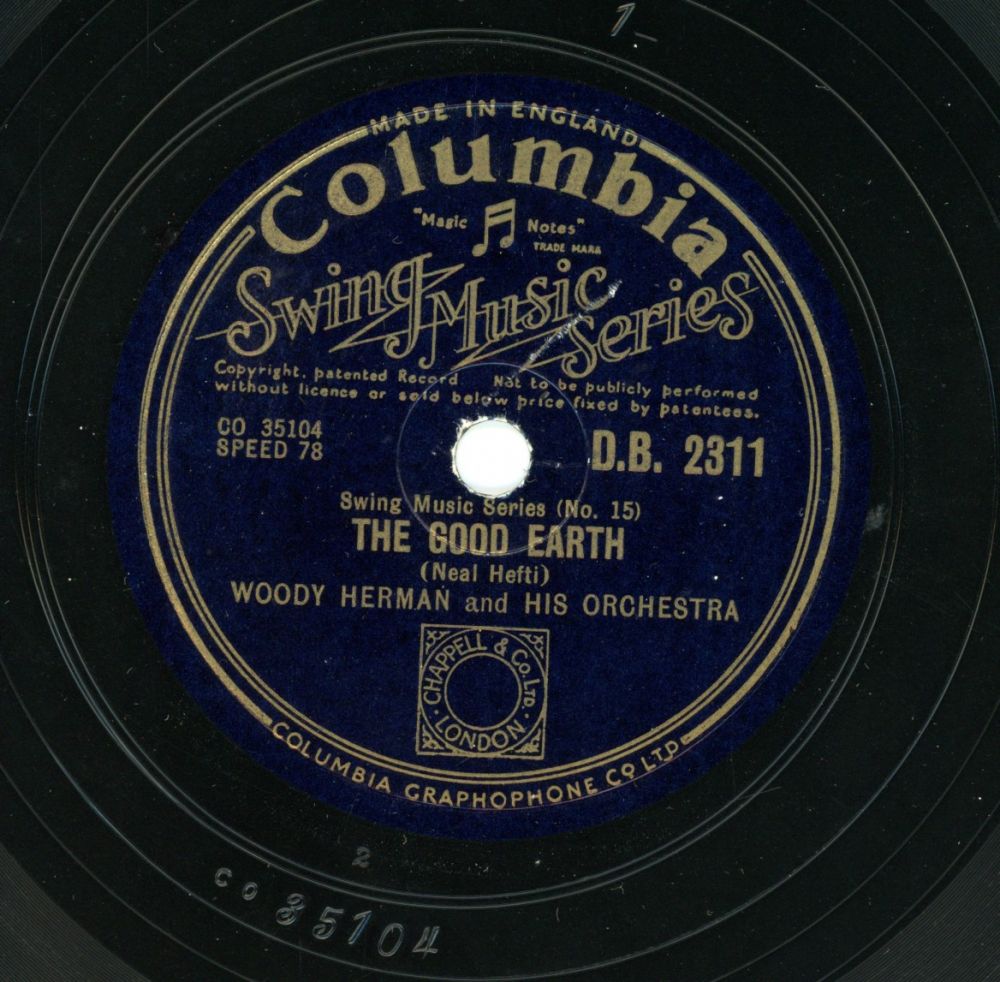 1
MADE IN ENGLAND
Columbia
"Magic Notes"
TRADE MARK
Swing Music Series
Copyright, patented Record. Not to be publicly performed
without licence or sold below price fixed by patentees.
CO 35104
SPEED 78
D.B. 2311
Swing Music Series (No. 15)
THE GOOD EARTH
(Neal Hefti)
WOODY HERMAN and HIS ORCHESTRA
CHAPPELL & Co. LTD.
· LONDON ·
COLUMBIA GRAPHOPHONE Co LTD
2
CO 35104